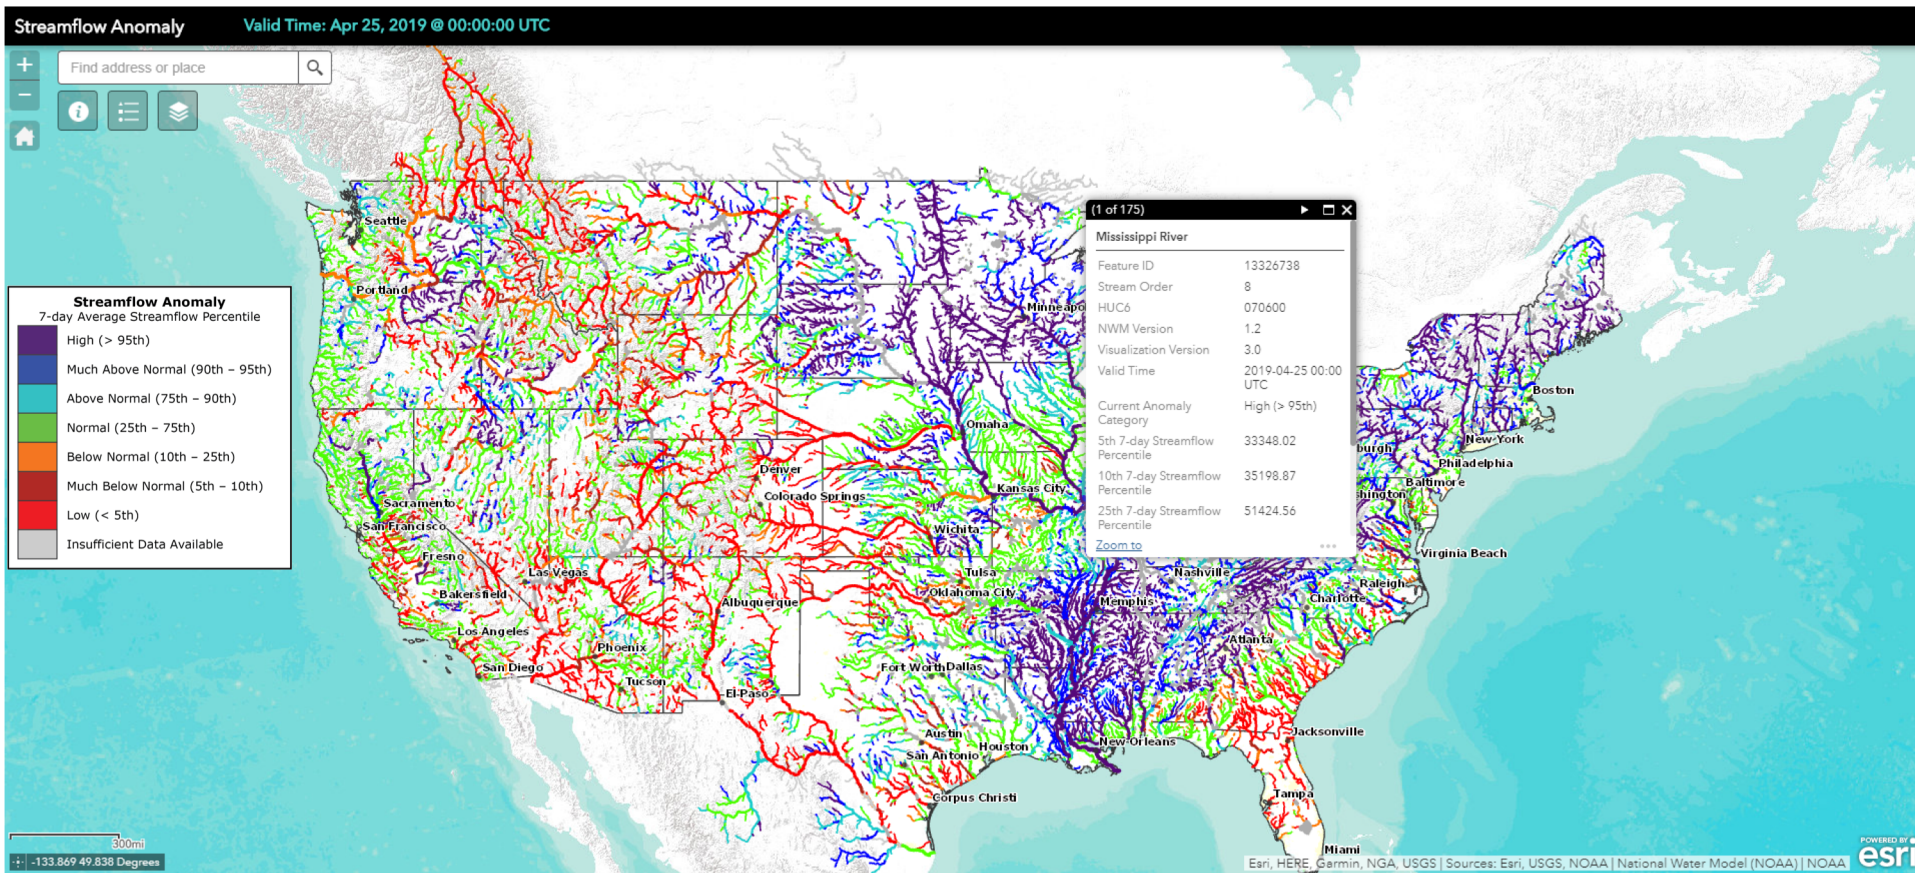 Streamflow Anomaly
Valid Time: Apr 25, 2019 @ 00:00:00 UTC
+
Find address or place
−
Streamflow Anomaly
7-day Average Streamflow Percentile
High (> 95th)
Much Above Normal (90th – 95th)
Above Normal (75th – 90th)
Normal (25th – 75th)
Below Normal (10th – 25th)
Much Below Normal (5th – 10th)
Low (< 5th)
Insufficient Data Available
(1 of 175)
Mississippi River
Feature ID 13326738
Stream Order 8
HUC6 070600
NWM Version 1.2
Visualization Version 3.0
Valid Time 2019-04-25 00:00
UTC
Current Anomaly High (> 95th)
Category
5th 7-day Streamflow 33348.02
Percentile
10th 7-day Streamflow 35198.87
Percentile
25th 7-day Streamflow 51424.56
Percentile
Zoom to
Seattle
Portland
Minneapo
Boston
Omaha
New York
burgh
Philadelphia
Denver
Baltimore
Kansas City
Colorado Springs
shington
Sacramento
San Francisco
Wichita
Fresno
Virginia Beach
Las Vegas
Tulsa
Nashville
Raleigh
Bakersfield
Oklahoma City
Albuquerque
Memphis
Charlotte
Los Angeles
Atlanta
Phoenix
San Diego
Fort Worth
Dallas
Tucson
El Paso
Austin
Houston
New Orleans
Jacksonville
San Antonio
Corpus Christi
Tampa
Miami
300mi
-133.869 49.838 Degrees
Esri, HERE, Garmin, NGA, USGS | Sources: Esri, USGS, NOAA | National Water Model (NOAA) | NOAA
POWERED BY
esri